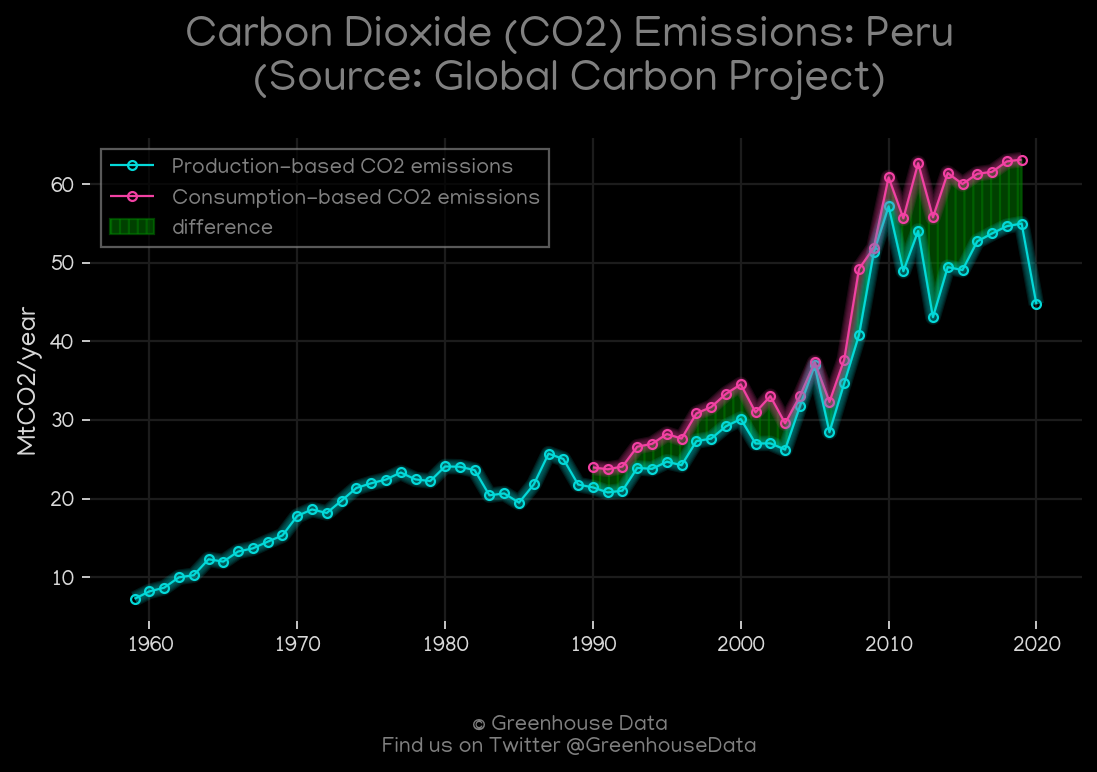 Carbon Dioxide (CO2) Emissions: Peru
(Source: Global Carbon Project)
Production-based CO2 emissions
Consumption-based CO2 emissions
difference
MtCO2/year
60
50
40
30
20
10
1960 1970 1980 1990 2000 2010 2020
© Greenhouse Data
Find us on Twitter @GreenhouseData